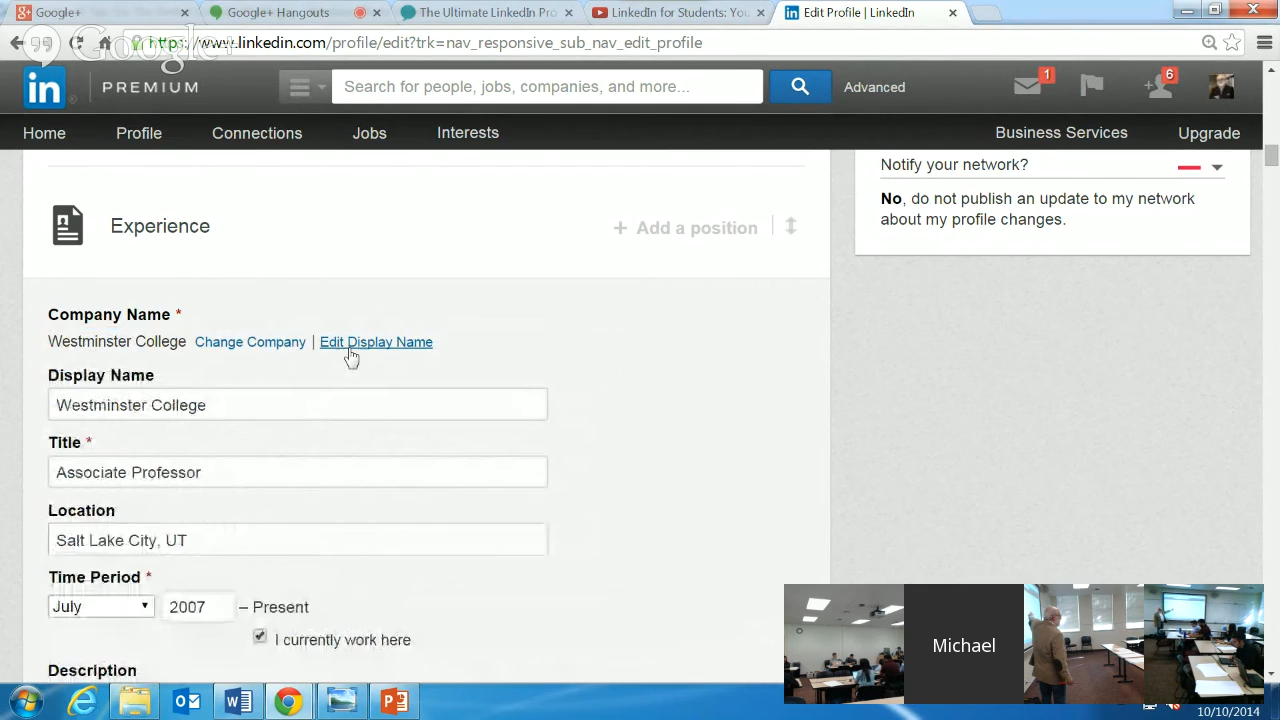 Google+
Google+ Hangouts
The Ultimate LinkedIn Pro
LinkedIn for Students: You
Edit Profile | LinkedIn
Google+
https://www.linkedin.com/profile/edit?trk=nav_responsive_sub_nav_edit_profile
in PREMIUM
Search for people, jobs, companies, and more...
Advanced
1
6
Home
Profile
Connections
Jobs
Interests
Business Services
Upgrade
Notify your network?
No, do not publish an update to my network
about my profile changes.
Experience
+ Add a position
Company Name *
Westminster College Change Company | Edit Display Name
Display Name
Westminster College
Title *
Associate Professor
Location
Salt Lake City, UT
Time Period *
July 2007 – Present
I currently work here
Description
Michael
10/10/2014